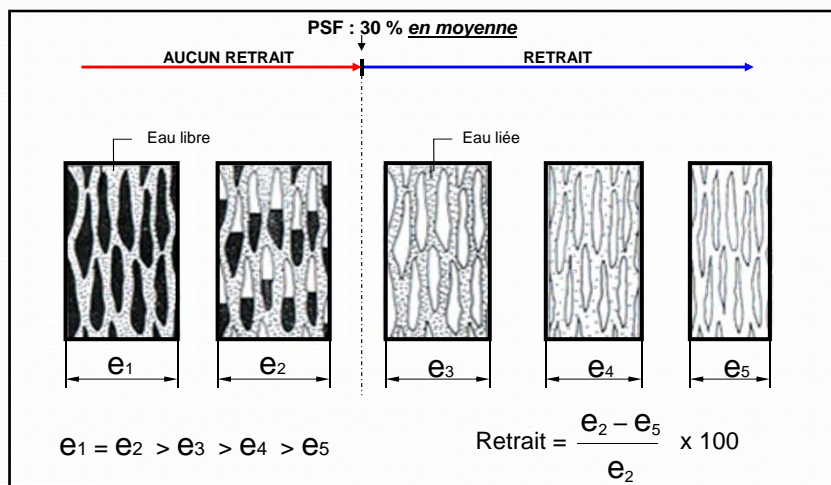 PSF : 30 % en moyenne
AUCUN RETRAIT RETRAIT
Eau libre Eau liée
e1 e2 e3 e4 e5
e1 = e2 > e3 > e4 > e5
Retrait = e2 – e5 / e2 x 100